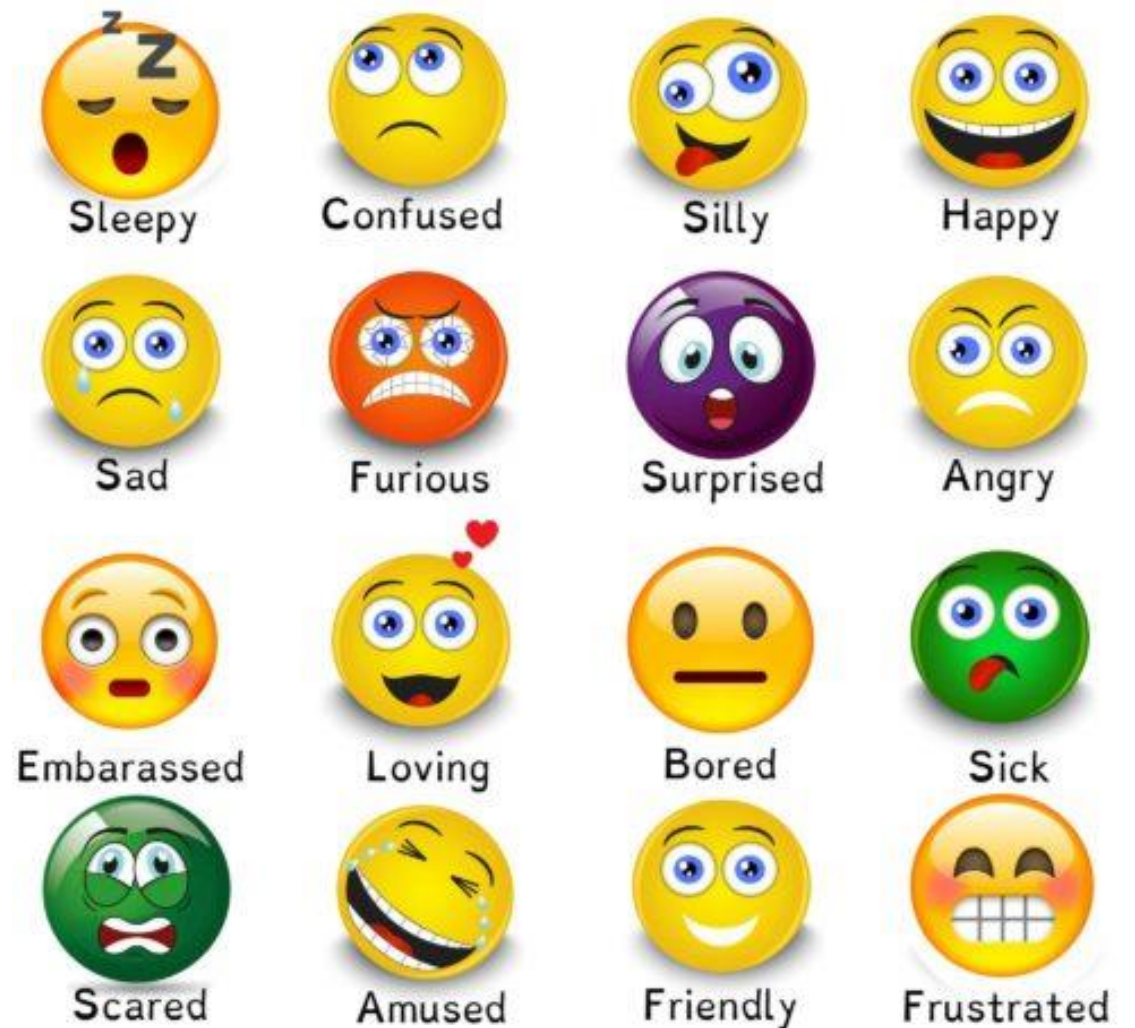 z
Z
Sleepy Confused Silly Happy
Sad Furious Surprised Angry
Embarassed Loving Bored Sick
Scared Amused Friendly Frustrated